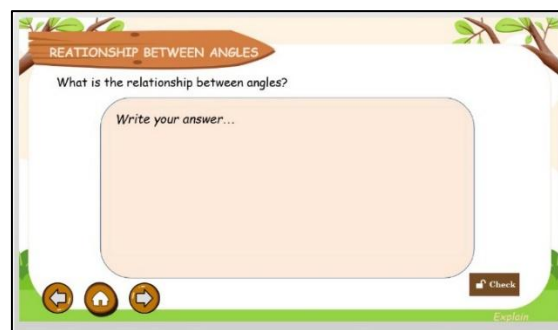 REATIONSHIP BETWEEN ANGLES
What is the relationship between angles?
Write your answer...
Check
Explain